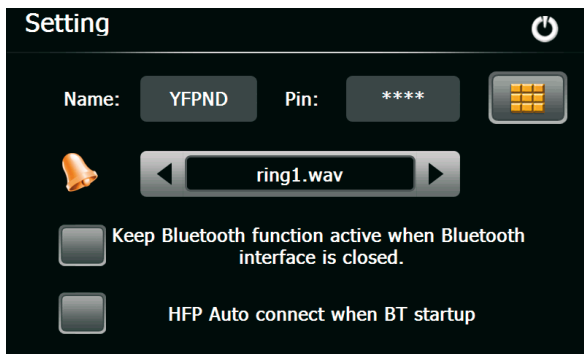 Setting
Name: YFPND Pin: ****
ring1.wav
Keep Bluetooth function active when Bluetooth
interface is closed.
HFP Auto connect when BT startup